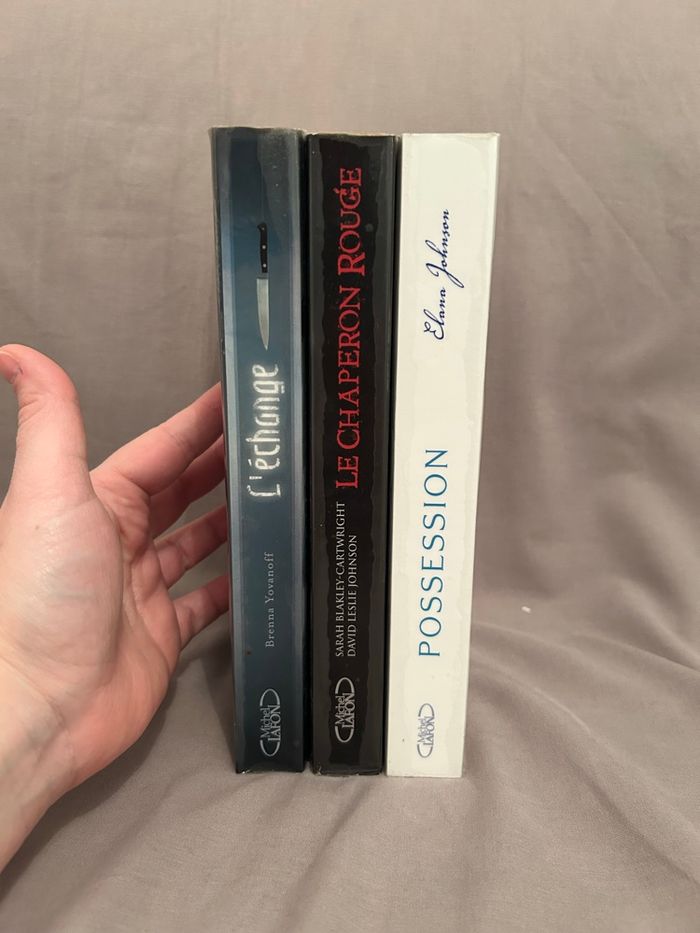 L'échange
Brenna Yovanoff
Michel
LAFON
LE CHAPERON ROUGE
SARAH BLAKLEY-CARTWRIGHT
DAVID LESLIE JOHNSON
Michel
LAFON
Elana Johnson
POSSESSION
Michel
LAFON